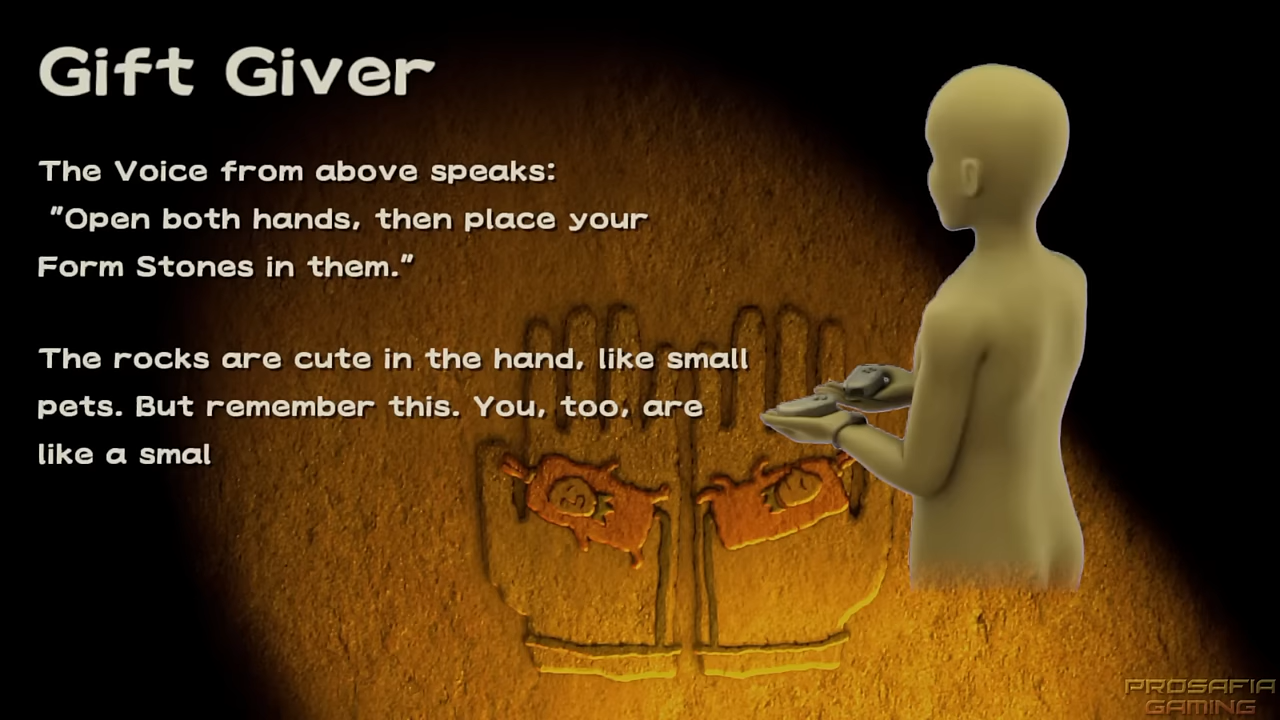 Gift Giver
The Voice from above speaks:
"Open both hands, then place your
Form Stones in them."
The rocks are cute in the hand, like small
pets. But remember this. You, too, are
like a smal
PROSAFIA
GAMING